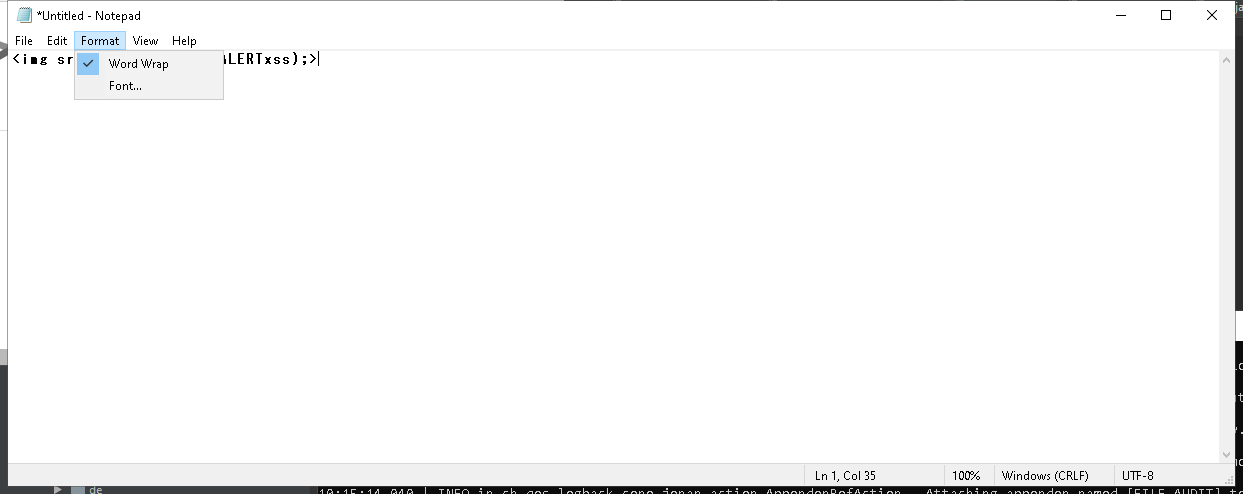 *Untitled - Notepad
File Edit Format View Help
<img sr ALERTxss);>
Word Wrap
Font...
Ln 1, Col 35 100% Windows (CRLF) UTF-8
de
10:15:14,040 | INFO in ch.qos.logback.core.joran.action.AppenderRefAction - Attaching appender named [FILE_AUDIT] t